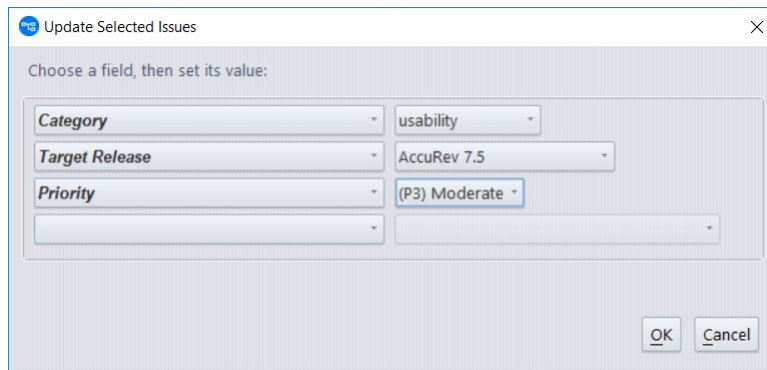 Update Selected Issues
Choose a field, then set its value:
Category usability
Target Release AccuRev 7.5
Priority (P3) Moderate
OK Cancel